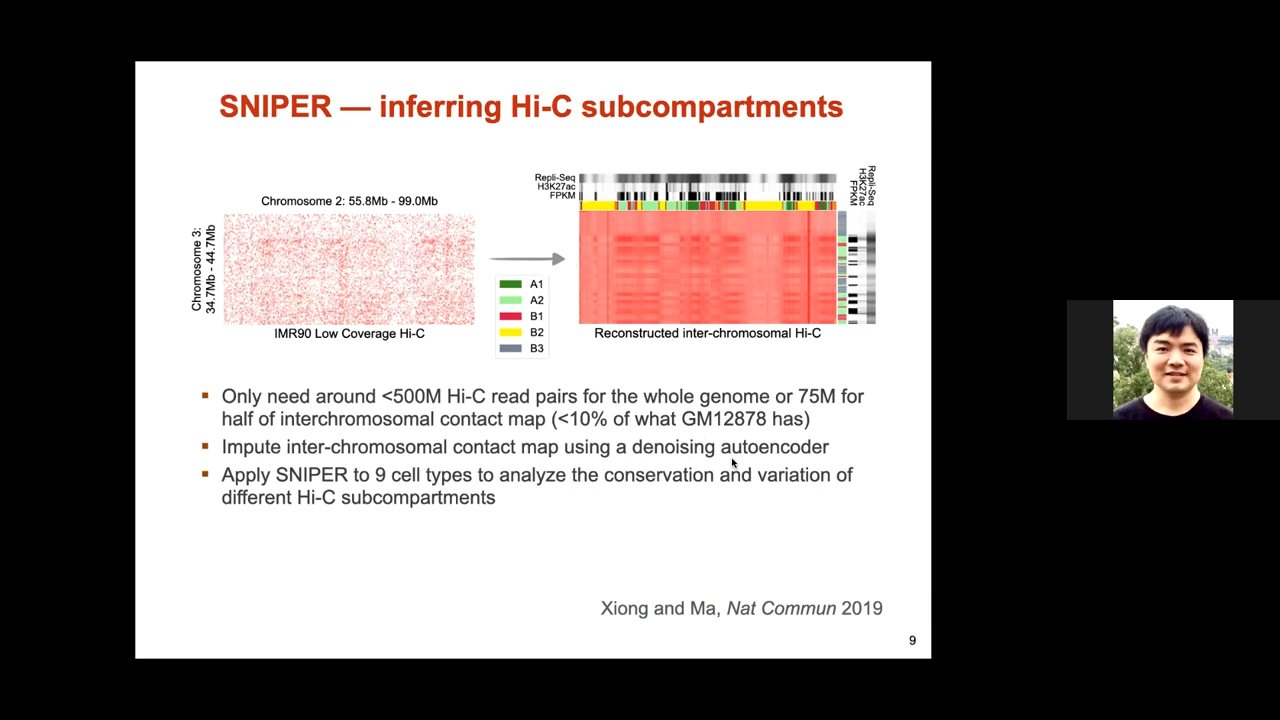 SNIPER — inferring Hi-C subcompartments
Repli-Seq
H3K27ac
FPKM
Repli-Seq
H3K27ac
FPKM
Chromosome 2: 55.8Mb - 99.0Mb
Chromosome 3:
34.7Mb - 44.7Mb
A1
A2
B1
B2
B3
IMR90 Low Coverage Hi-C
Reconstructed inter-chromosomal Hi-C
▪ Only need around <500M Hi-C read pairs for the whole genome or 75M for
half of interchromosomal contact map (<10% of what GM12878 has)
▪ Impute inter-chromosomal contact map using a denoising autoencoder
▪ Apply SNIPER to 9 cell types to analyze the conservation and variation of
different Hi-C subcompartments
Xiong and Ma, Nat Commun 2019
9